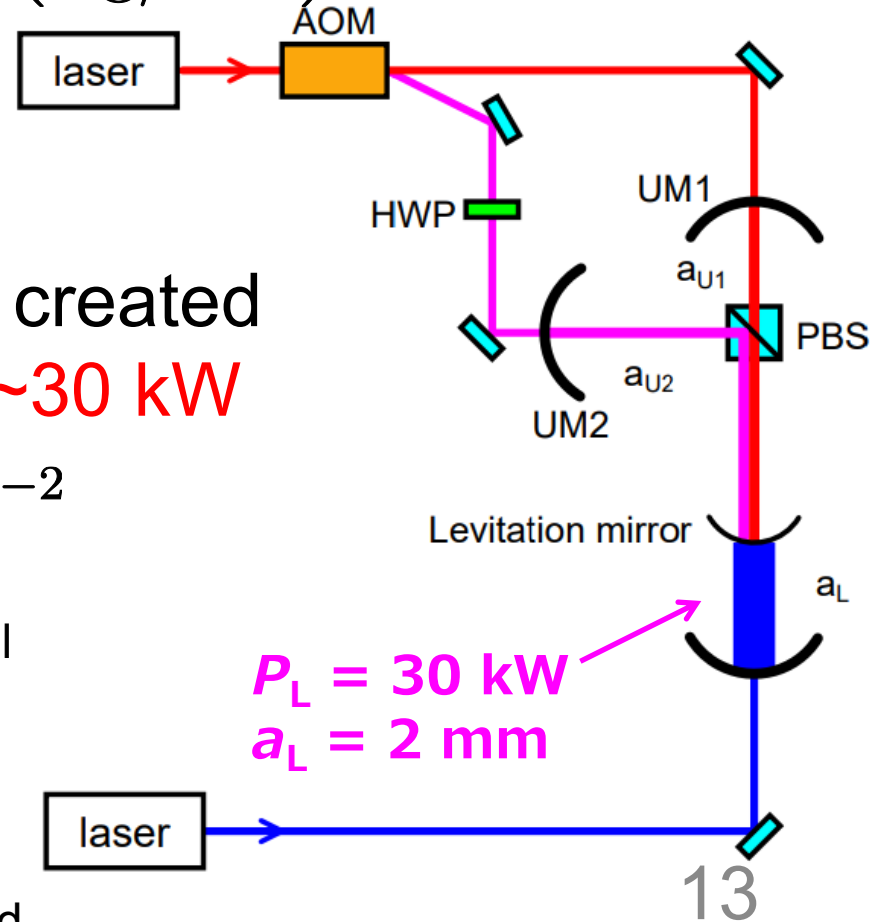 AOM
laser
UM1
HWP
a_U1
created
PBS
~30 kW
a_U2
UM2
−2
Levitation mirror
a_L
P_L = 30 kW
a_L = 2 mm
laser
13